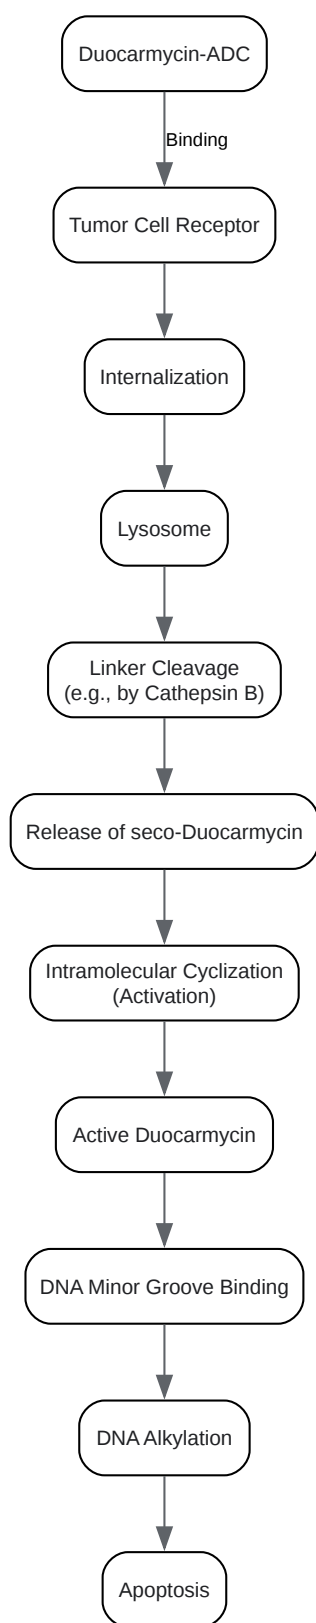 Duocarmycin-ADC
Binding
Tumor Cell Receptor
Internalization
Lysosome
Linker Cleavage
(e.g., by Cathepsin B)
Release of seco-Duocarmycin
Intramolecular Cyclization
(Activation)
Active Duocarmycin
DNA Minor Groove Binding
DNA Alkylation
Apoptosis